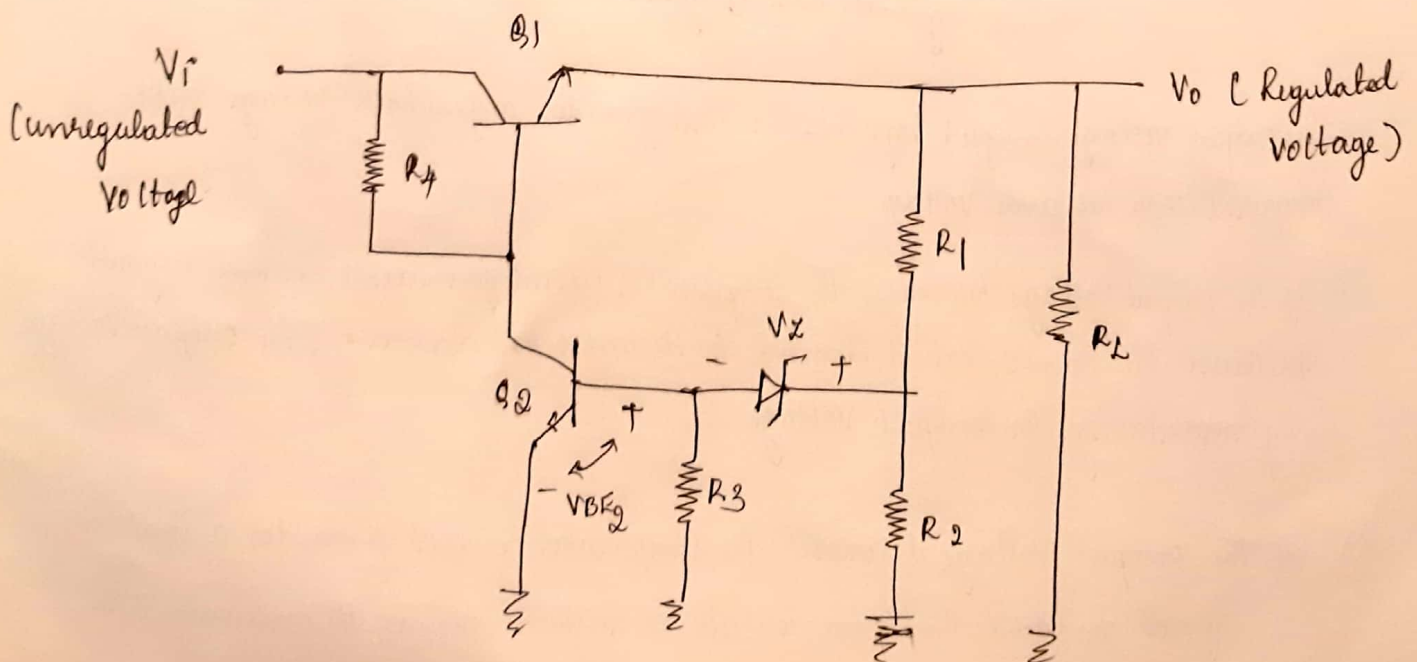 Q1
Vi
(unregulated
Voltage
Vo ( Regulated
Voltage)
R4
R1
RL
VZ
- +
Q2
+
-
VBE2
R3
R2